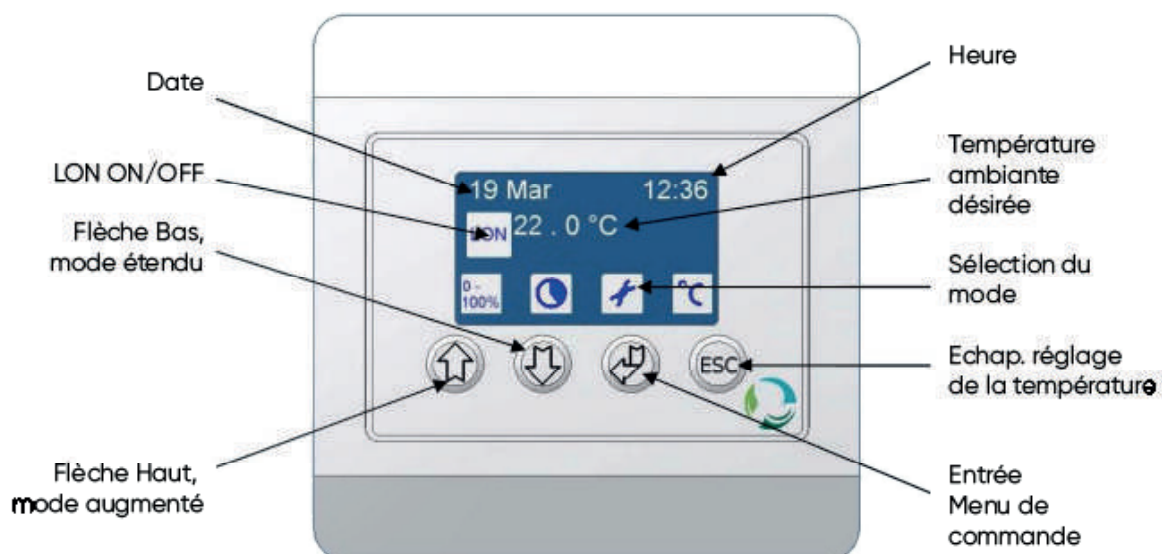 Date
LON ON/OFF
Flèche Bas,
mode étendu
Flèche Haut,
mode augmenté
19 Mar 12:36
LON 22 . 0 °C
0 -
100%
°C
ESC
Heure
Température
ambiante
désirée
Sélection du
mode
Echap. réglage
de la température
Entrée
Menu de
commande